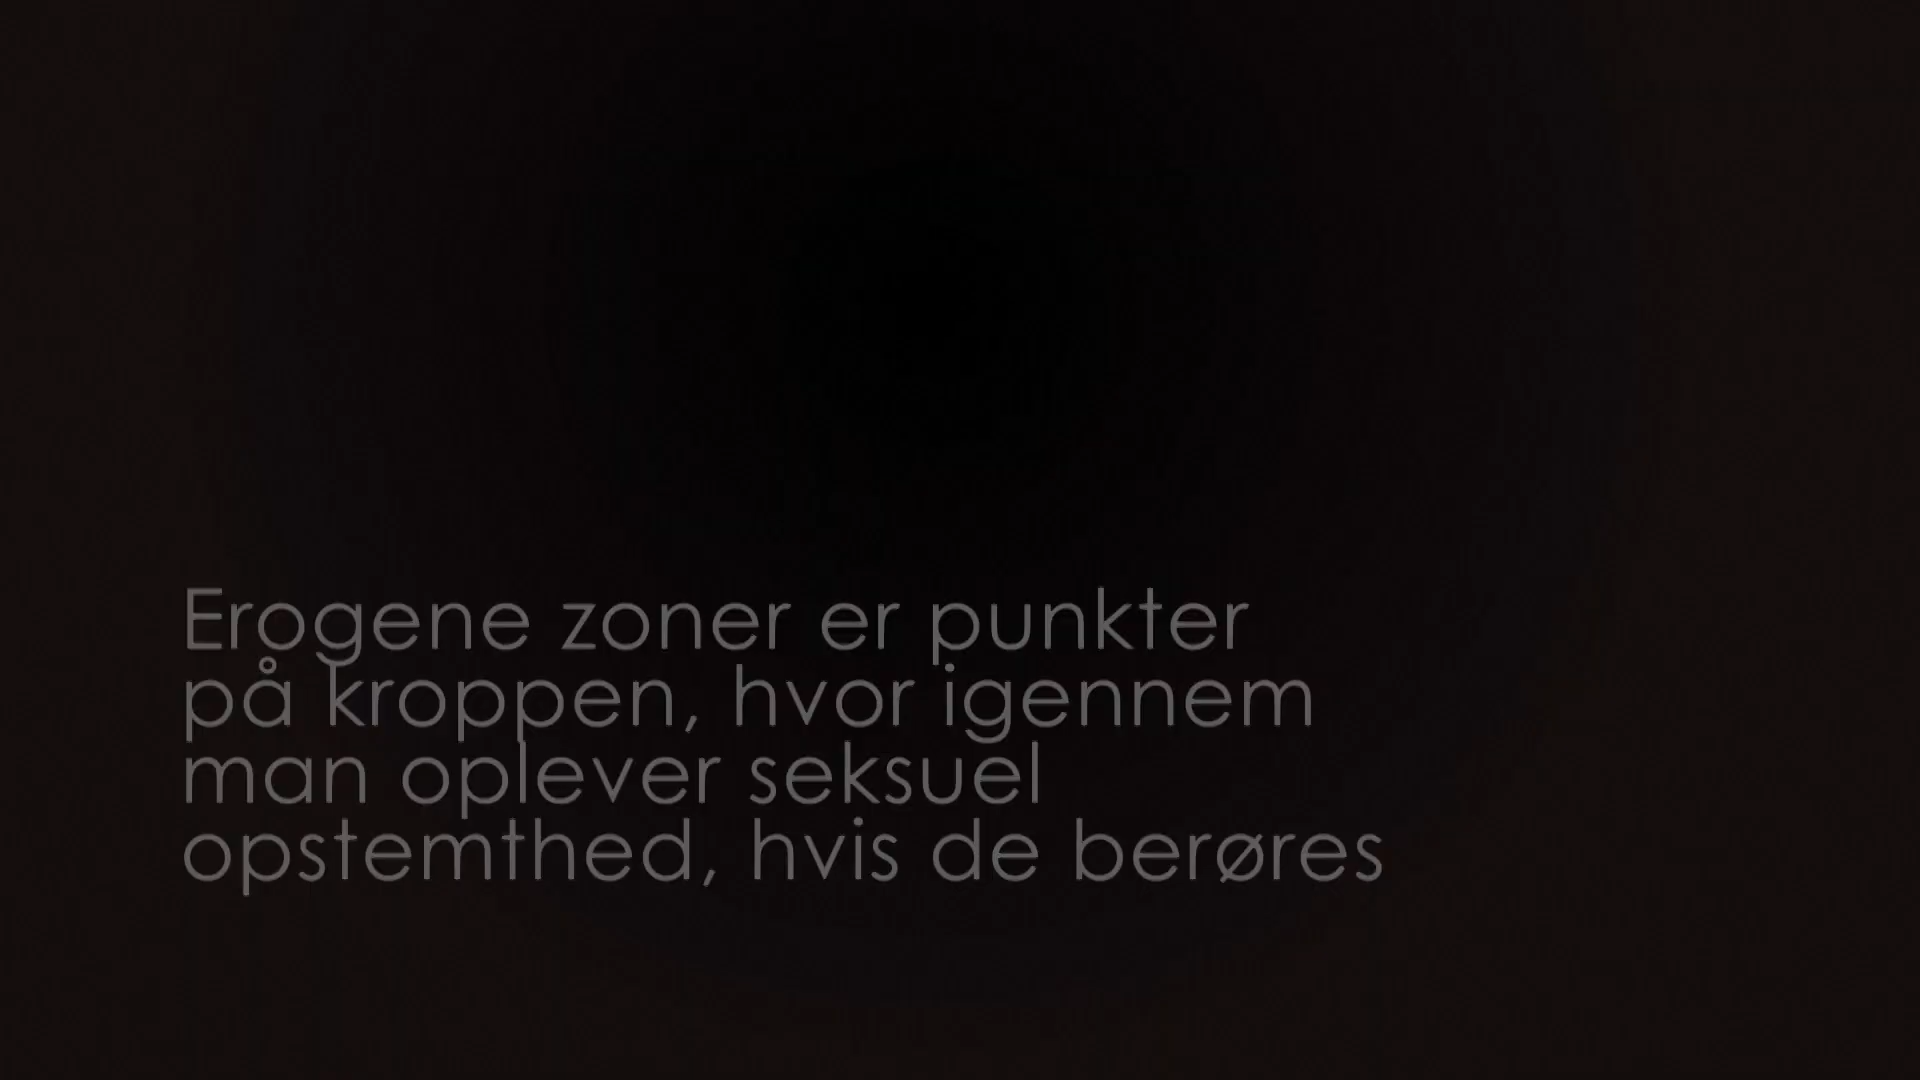 Erogene zoner er punkter
på kroppen, hvor igennem
man oplever seksuel
opstemthed, hvis de berøres